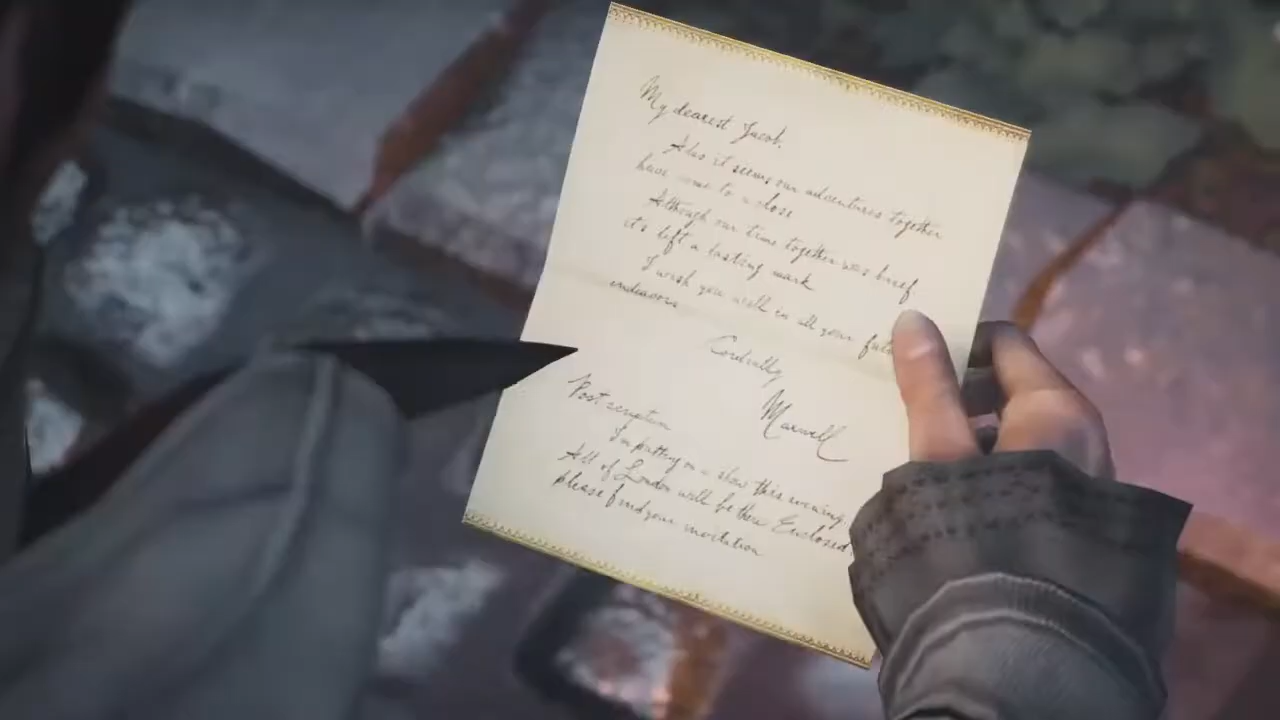 My dearest Jacob,
Alas it seems our adventures together
have come to a close
Although our time together was brief
it's left a lasting mark
I wish you well in all your
endeavors
Cordially
Maxwell
Post scriptum
I'm putting on a show this evening.
All of London will be there Enclosed
please find your invitation